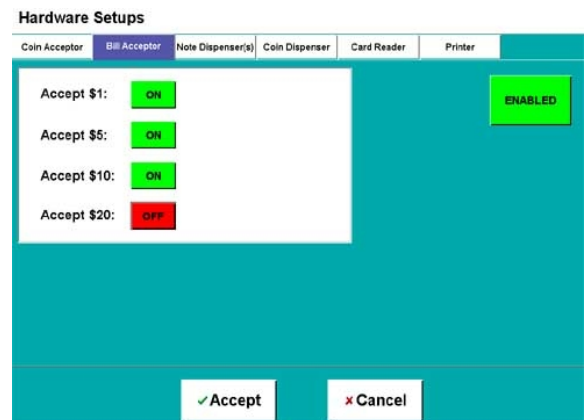 Hardware Setups
Coin Acceptor Bill Acceptor Note Dispenser(s) Coin Dispenser Card Reader Printer
Accept $1: ON
ENABLED
Accept $5: ON
Accept $10: ON
Accept $20: OFF
Accept Cancel